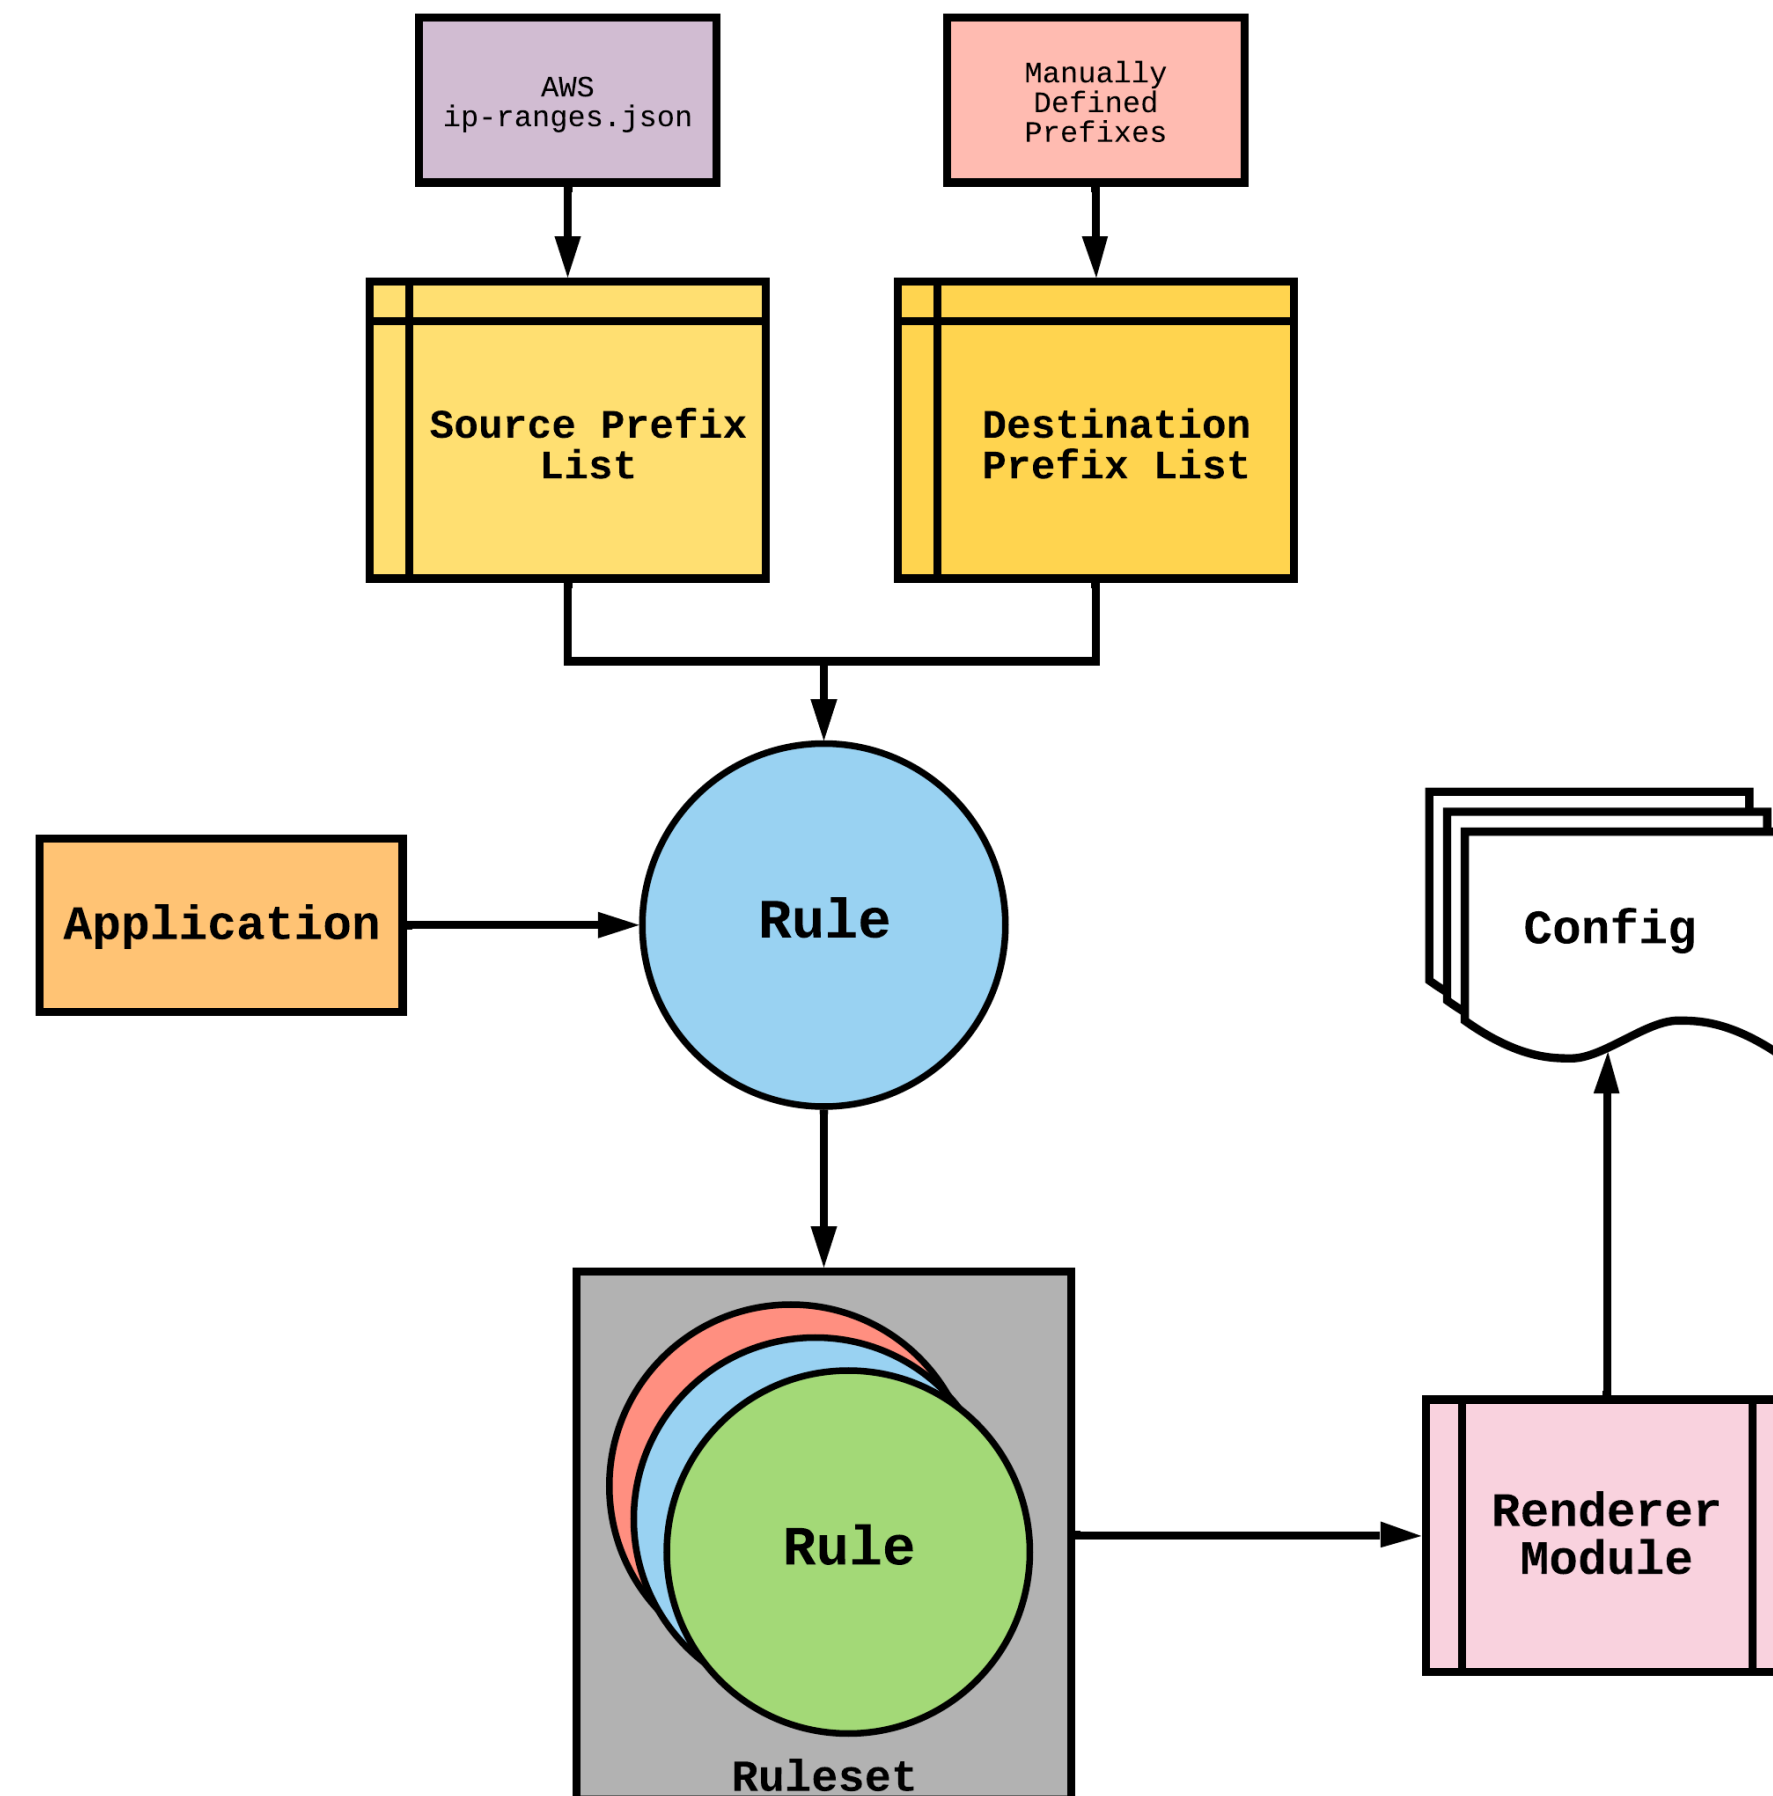 AWS
ip-ranges.json
Manually
Defined
Prefixes
Source Prefix
List
Destination
Prefix List
Application
Rule
Config
Rule
Ruleset
Renderer
Module